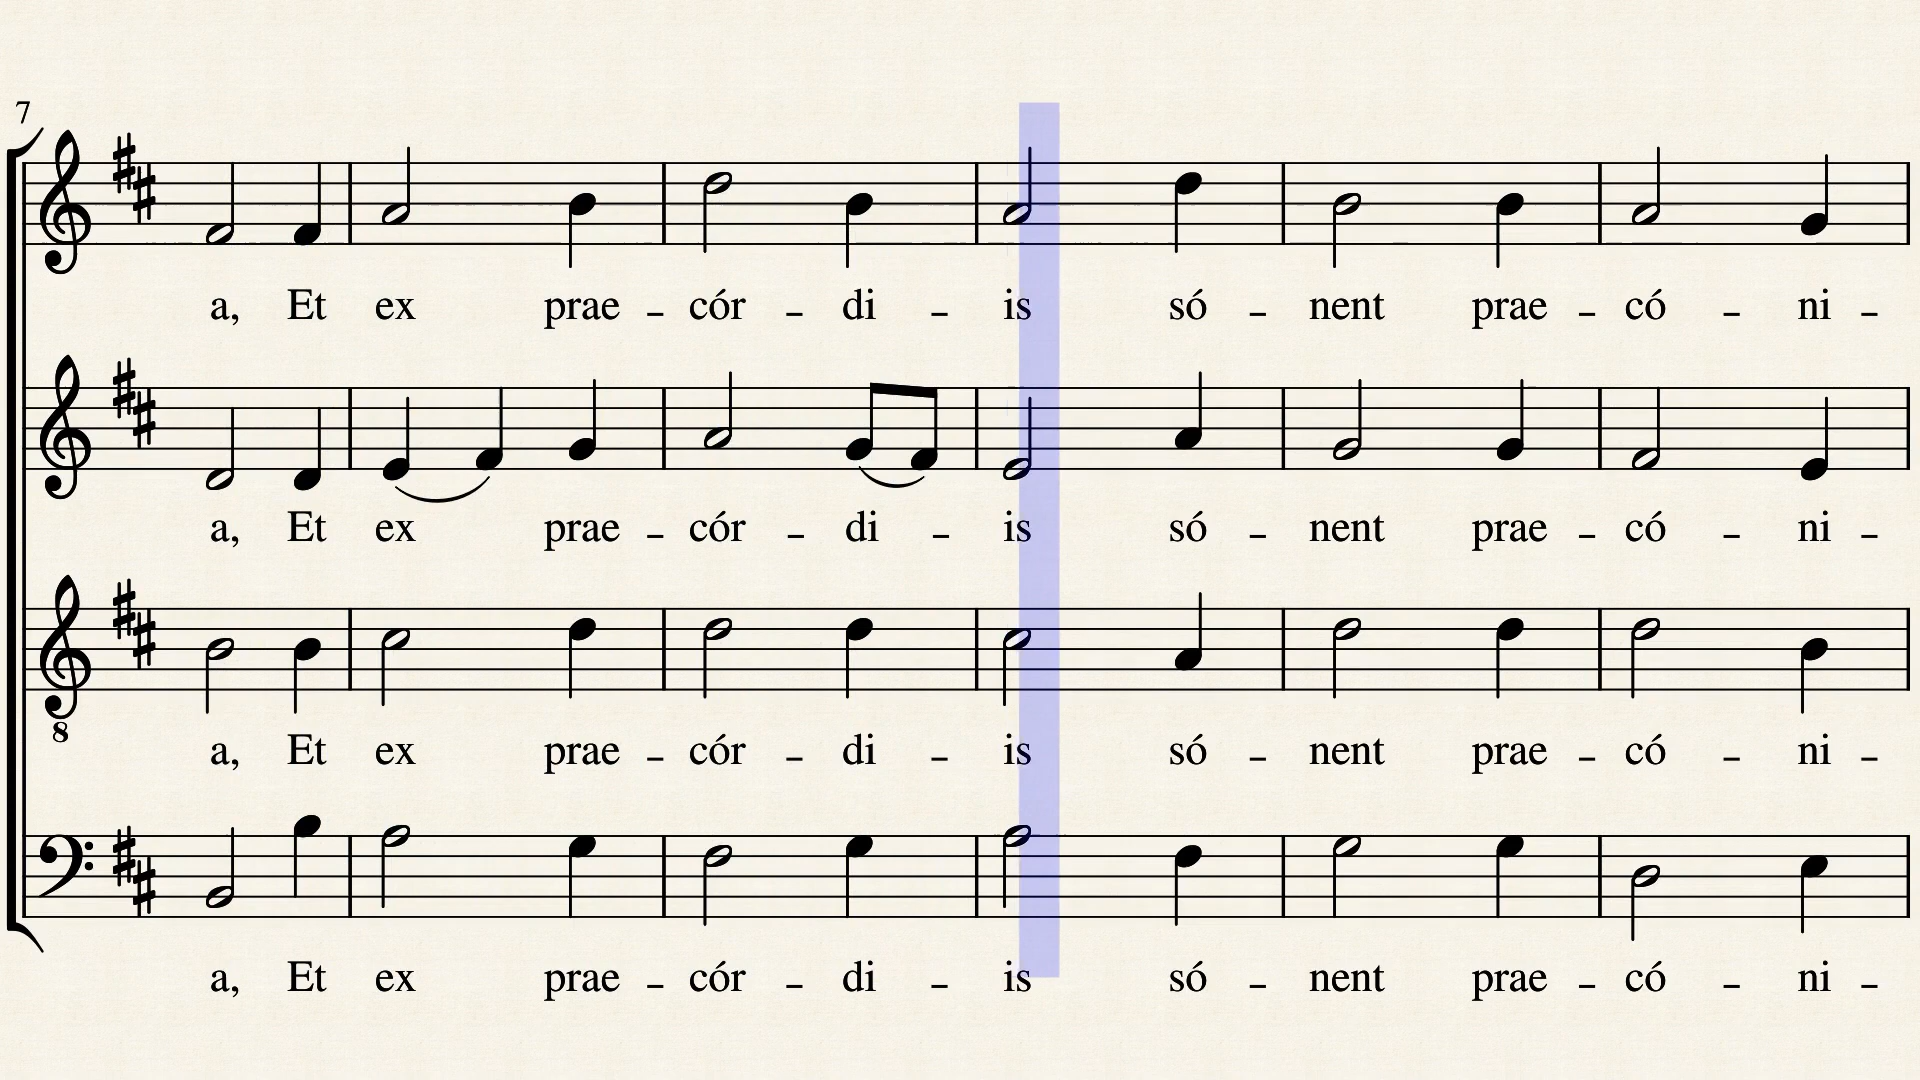 7
a, Et ex prae - cór - di - is só - nent prae - có - ni -
a, Et ex prae - cór - di - is só - nent prae - có - ni -
8
a, Et ex prae - cór - di - is só - nent prae - có - ni -
a, Et ex prae - cór - di - is só - nent prae - có - ni -